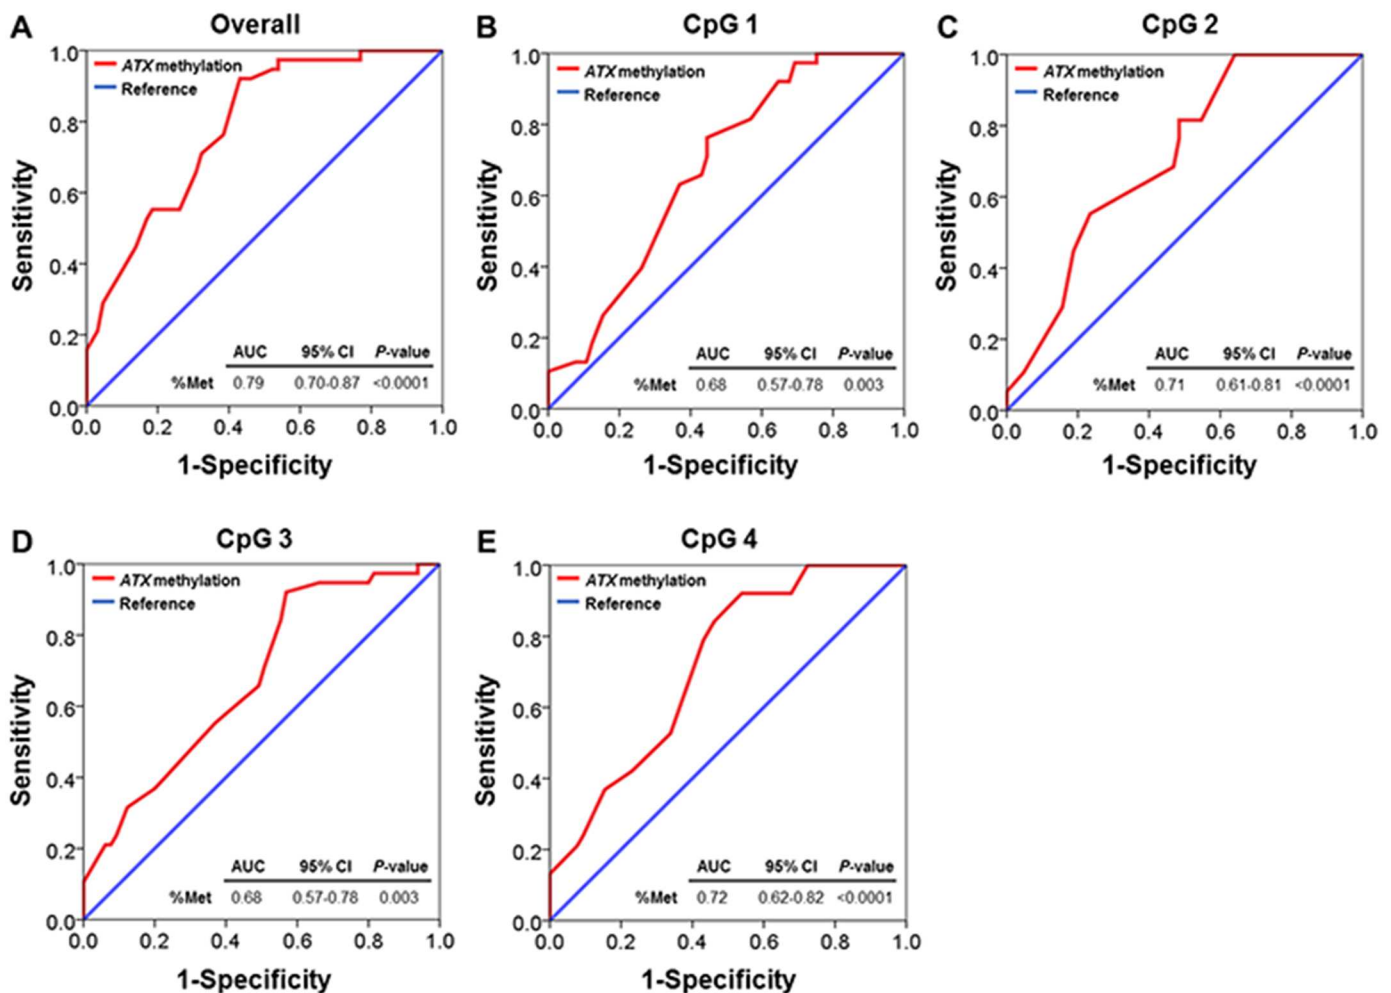 A
Overall
ATX methylation
Reference
Sensitivity
1.0
0.8
0.6
0.4
0.2
0.0
AUC 95% CI P-value
%Met 0.79 0.70-0.87 <0.0001
0.0 0.2 0.4 0.6 0.8 1.0
1-Specificity
B
CpG 1
ATX methylation
Reference
Sensitivity
1.0
0.8
0.6
0.4
0.2
0.0
AUC 95% CI P-value
%Met 0.68 0.57-0.78 0.003
0.0 0.2 0.4 0.6 0.8 1.0
1-Specificity
C
CpG 2
ATX methylation
Reference
Sensitivity
1.0
0.8
0.6
0.4
0.2
0.0
AUC 95% CI P-value
%Met 0.71 0.61-0.81 <0.0001
0.0 0.2 0.4 0.6 0.8 1.0
1-Specificity
D
CpG 3
ATX methylation
Reference
Sensitivity
1.0
0.8
0.6
0.4
0.2
0.0
AUC 95% CI P-value
%Met 0.68 0.57-0.78 0.003
0.0 0.2 0.4 0.6 0.8 1.0
1-Specificity
E
CpG 4
ATX methylation
Reference
Sensitivity
1.0
0.8
0.6
0.4
0.2
0.0
AUC 95% CI P-value
%Met 0.72 0.62-0.82 <0.0001
0.0 0.2 0.4 0.6 0.8 1.0
1-Specificity